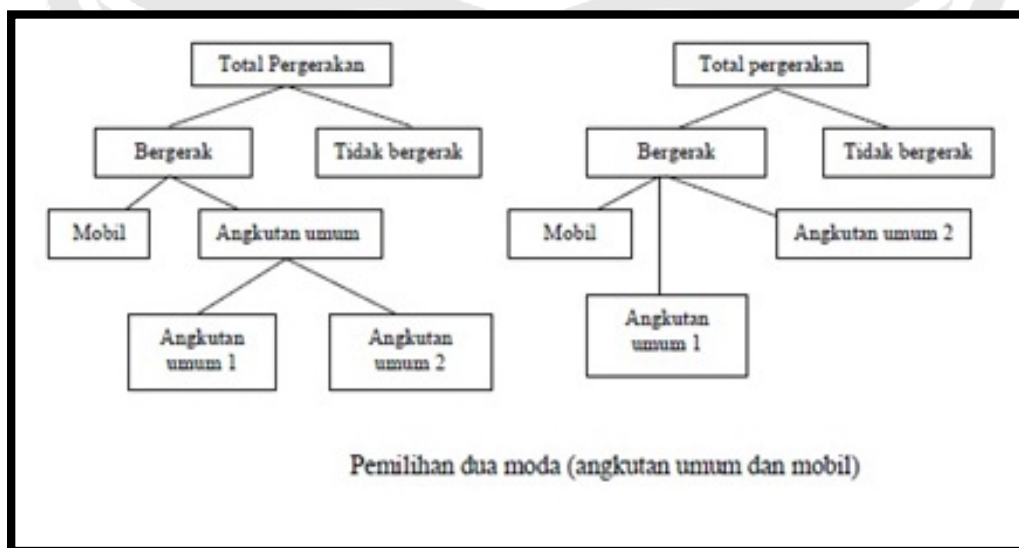 Total Pergerakan
Bergerak
Tidak bergerak
Mobil
Angkutan umum
Angkutan
umum 1
Angkutan
umum 2
Total pergerakan
Bergerak
Tidak bergerak
Mobil
Angkutan umum 2
Angkutan
umum 1
Pemilihan dua moda (angkutan umum dan mobil)